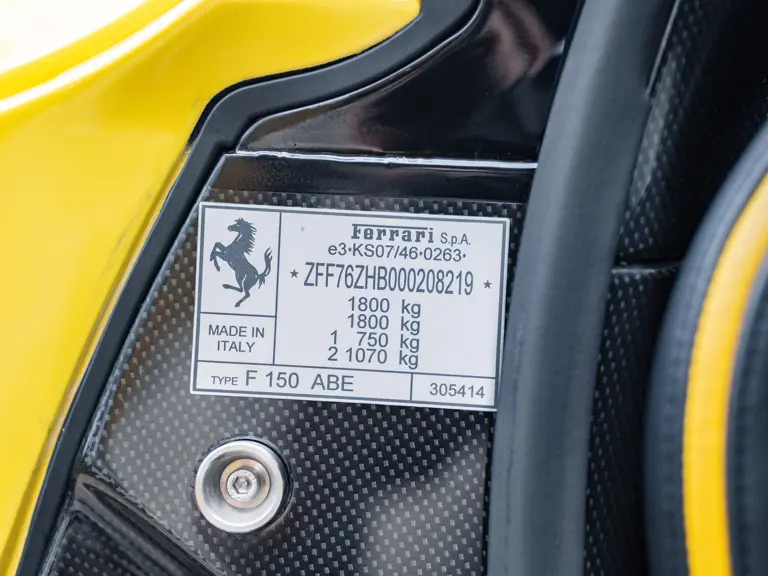 Ferrari S.p.A.
e3*KS07/46*0263*
* ZFF76ZHB000208219 *
1800 kg
1800 kg
1 750 kg
2 1070 kg
MADE IN
ITALY
TYPE F 150 ABE
305414